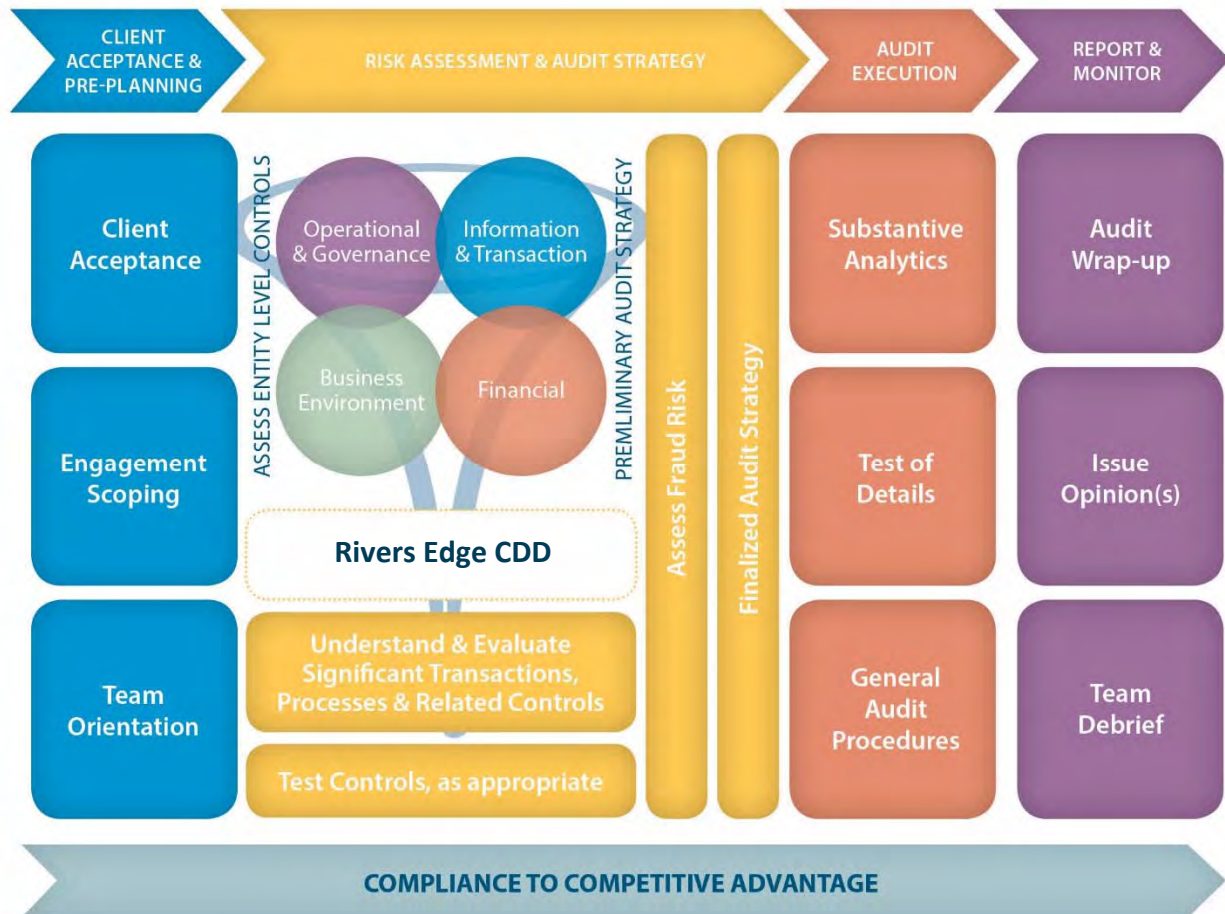 CLIENT
ACCEPTANCE &
PRE-PLANNING
RISK ASSESSMENT & AUDIT STRATEGY
AUDIT
EXECUTION
REPORT &
MONITOR
Client
Acceptance
Engagement
Scoping
Team
Orientation
ASSESS ENTITY LEVEL CONTROLS
Operational
& Governance
Information
& Transaction
Business
Environment
Financial
PREMLIMINARY AUDIT STRATEGY
Rivers Edge CDD
Understand & Evaluate
Significant Transactions,
Processes & Related Controls
Test Controls, as appropriate
Assess Fraud Risk
Finalized Audit Strategy
Substantive
Analytics
Test of
Details
General
Audit
Procedures
Audit
Wrap-up
Issue
Opinion(s)
Team
Debrief
COMPLIANCE TO COMPETITIVE ADVANTAGE